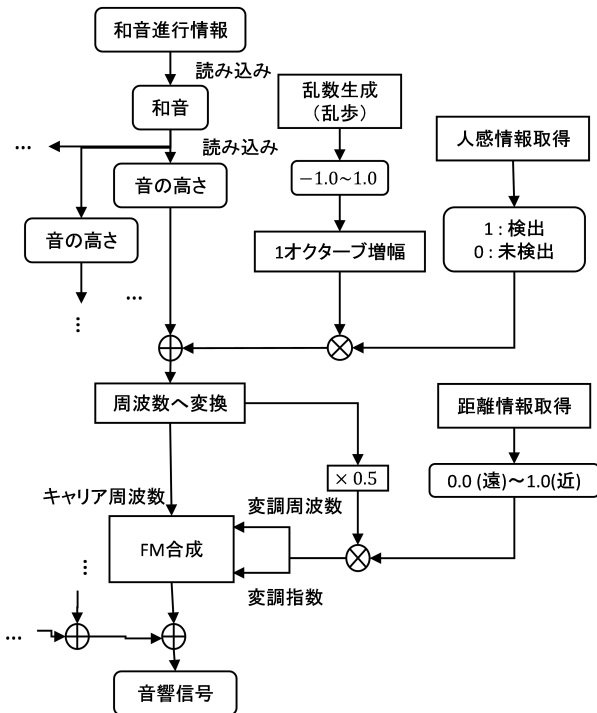 和音進行情報
読み込み
和音
乱数生成
（乱歩）
人感情報取得
...
読み込み
音の高さ
−1.0~1.0
音の高さ
1 : 検出
0 : 未検出
1オクターブ増幅
...
...
周波数へ変換
距離情報取得
× 0.5
0.0 (遠)～1.0(近)
キャリア周波数
変調周波数
FM合成
...
変調指数
...
音響信号